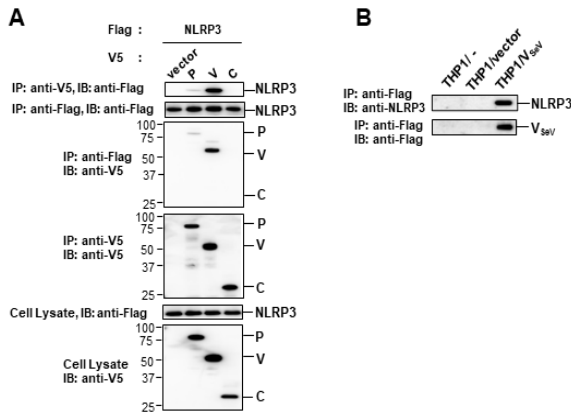 A
Flag : NLRP3
V5 : vector P V C
IP: anti-V5, IB: anti-Flag NLRP3
IP: anti-Flag, IB: anti-Flag NLRP3
100 P
75
IP: anti-Flag
50 V
IB: anti-V5
37
25 C
100 P
75
IP: anti-V5
50 V
IB: anti-V5
37
25 C
Cell Lysate, IB: anti-Flag NLRP3
100
75 P
Cell Lysate
50 V
IB: anti-V5
37
25 C
B
THP1/ - THP1/vector THP1/VSeV
IP: anti-Flag
IB: anti-NLRP3 NLRP3
IP: anti-Flag
IB: anti-Flag VSeV